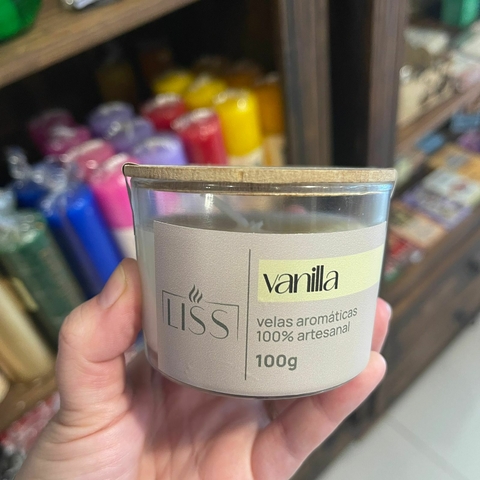 LISS
vanilla
velas aromáticas
100% artesanal
100g